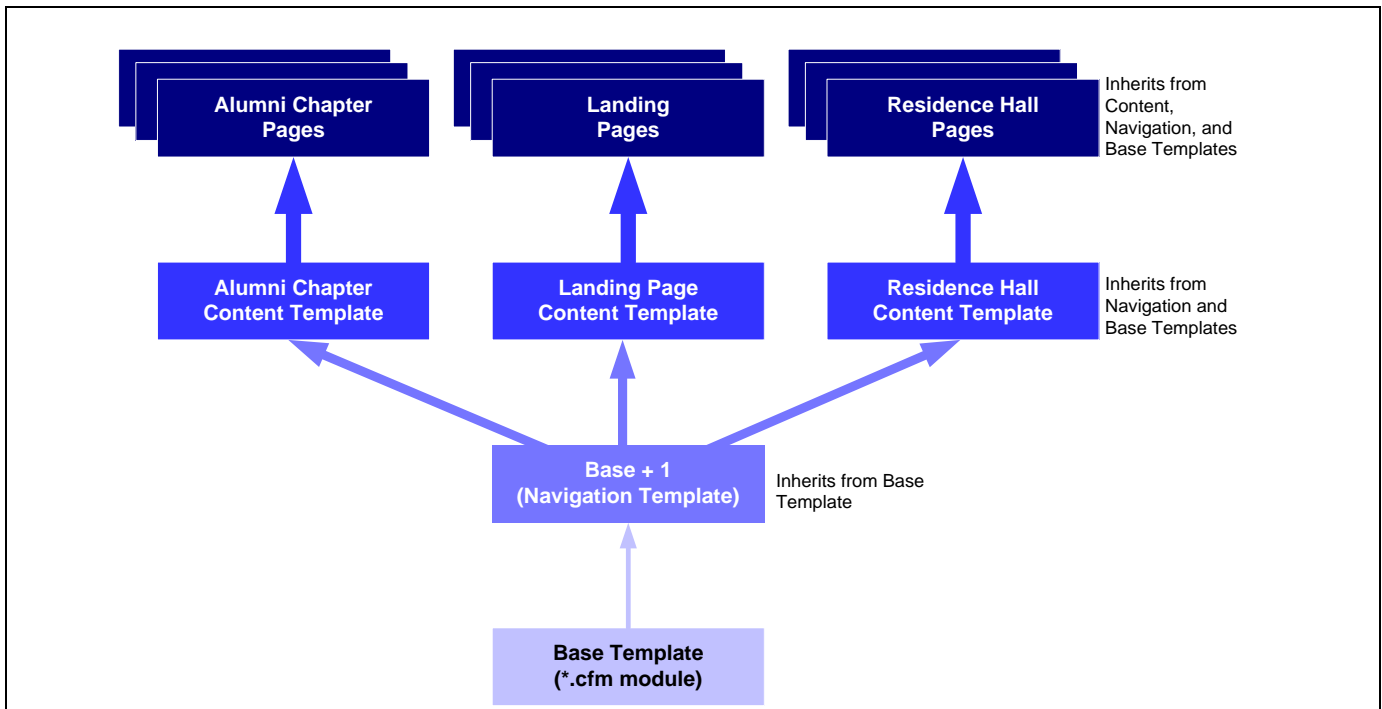 Alumni Chapter
Pages
Landing
Pages
Residence Hall
Pages
Inherits from
Content,
Navigation, and
Base Templates
Alumni Chapter
Content Template
Landing Page
Content Template
Residence Hall
Content Template
Inherits from
Navigation and
Base Templates
Base + 1
(Navigation Template)
Inherits from Base
Template
Base Template
(*.cfm module)